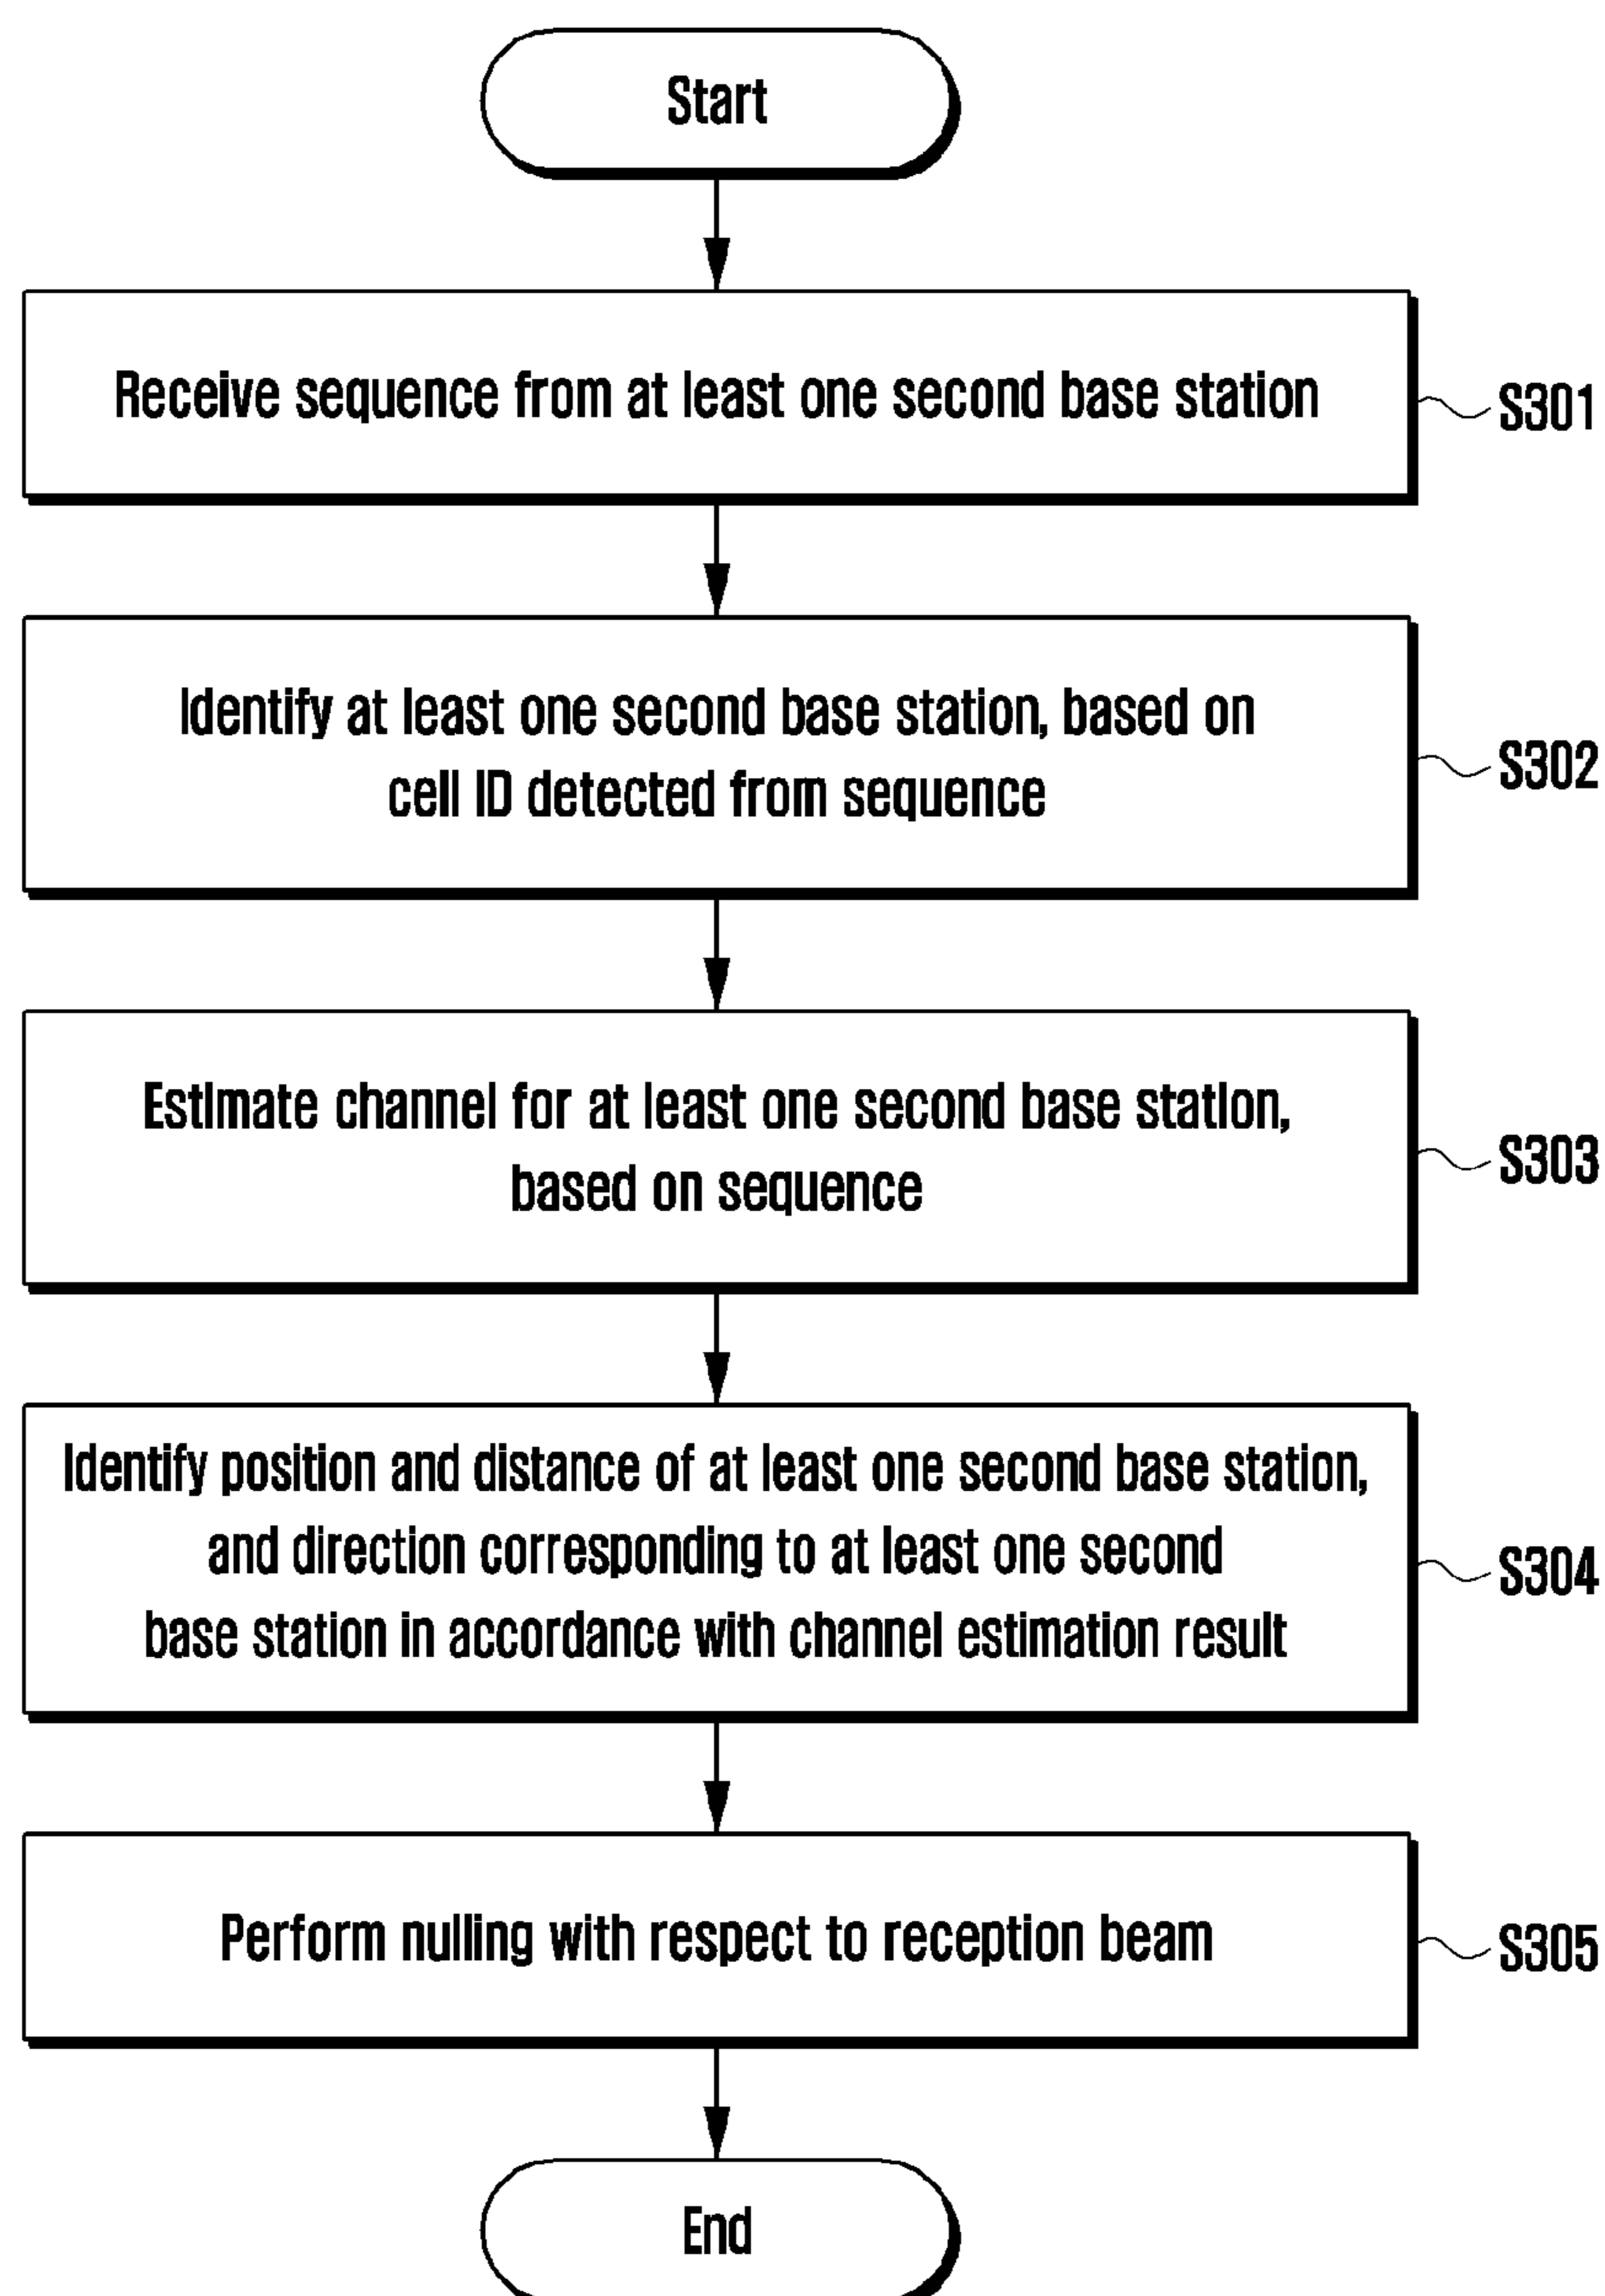 Start
Receive sequence from at least one second base station
S301
Identify at least one second base station, based on
cell ID detected from sequence
S302
Estimate channel for at least one second base station,
based on sequence
S303
Identify position and distance of at least one second base station,
and direction corresponding to at least one second
base station in accordance with channel estimation result
S304
Perform nulling with respect to reception beam
S305
End